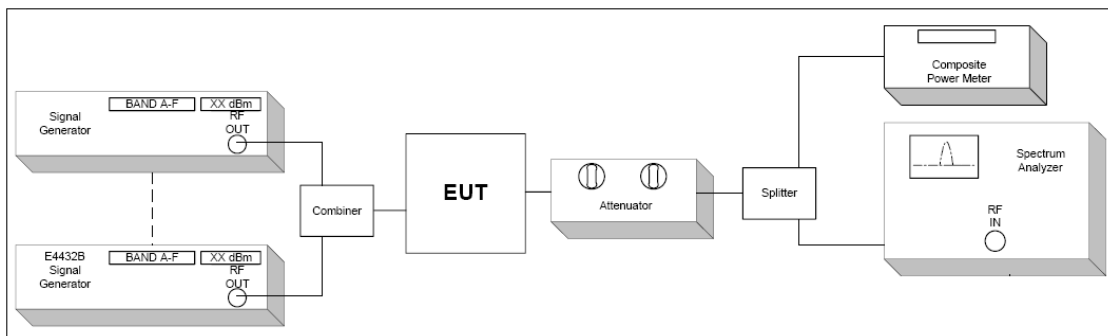 BAND A-F
XX dBm
Signal
Generator
RF
OUT
E4432B
Signal
Generator
BAND A-F
XX dBm
RF
OUT
Combiner
EUT
Attenuator
Splitter
Composite
Power Meter
Spectrum
Analyzer
RF
IN